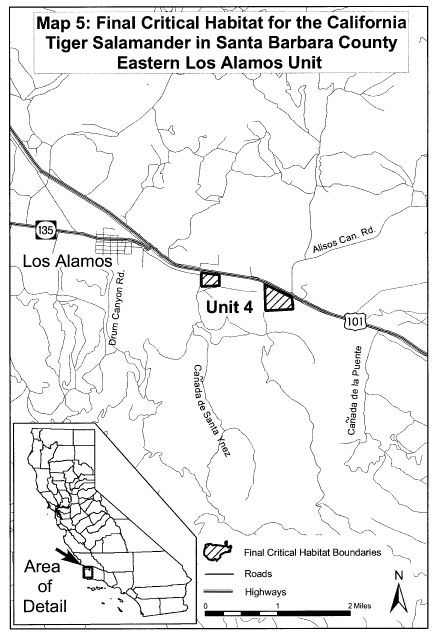 Map 5: Final Critical Habitat for the California
Tiger Salamander in Santa Barbara County
Eastern Los Alamos Unit
135
Los Alamos
Alisos Can. Rd.
Drum Canyon Rd.
Unit 4
101
Cañada de Santa Ynez
Cañada de la Puente
Area
of
Detail
Final Critical Habitat Boundaries
Roads
Highways
N
0 1 2 Miles